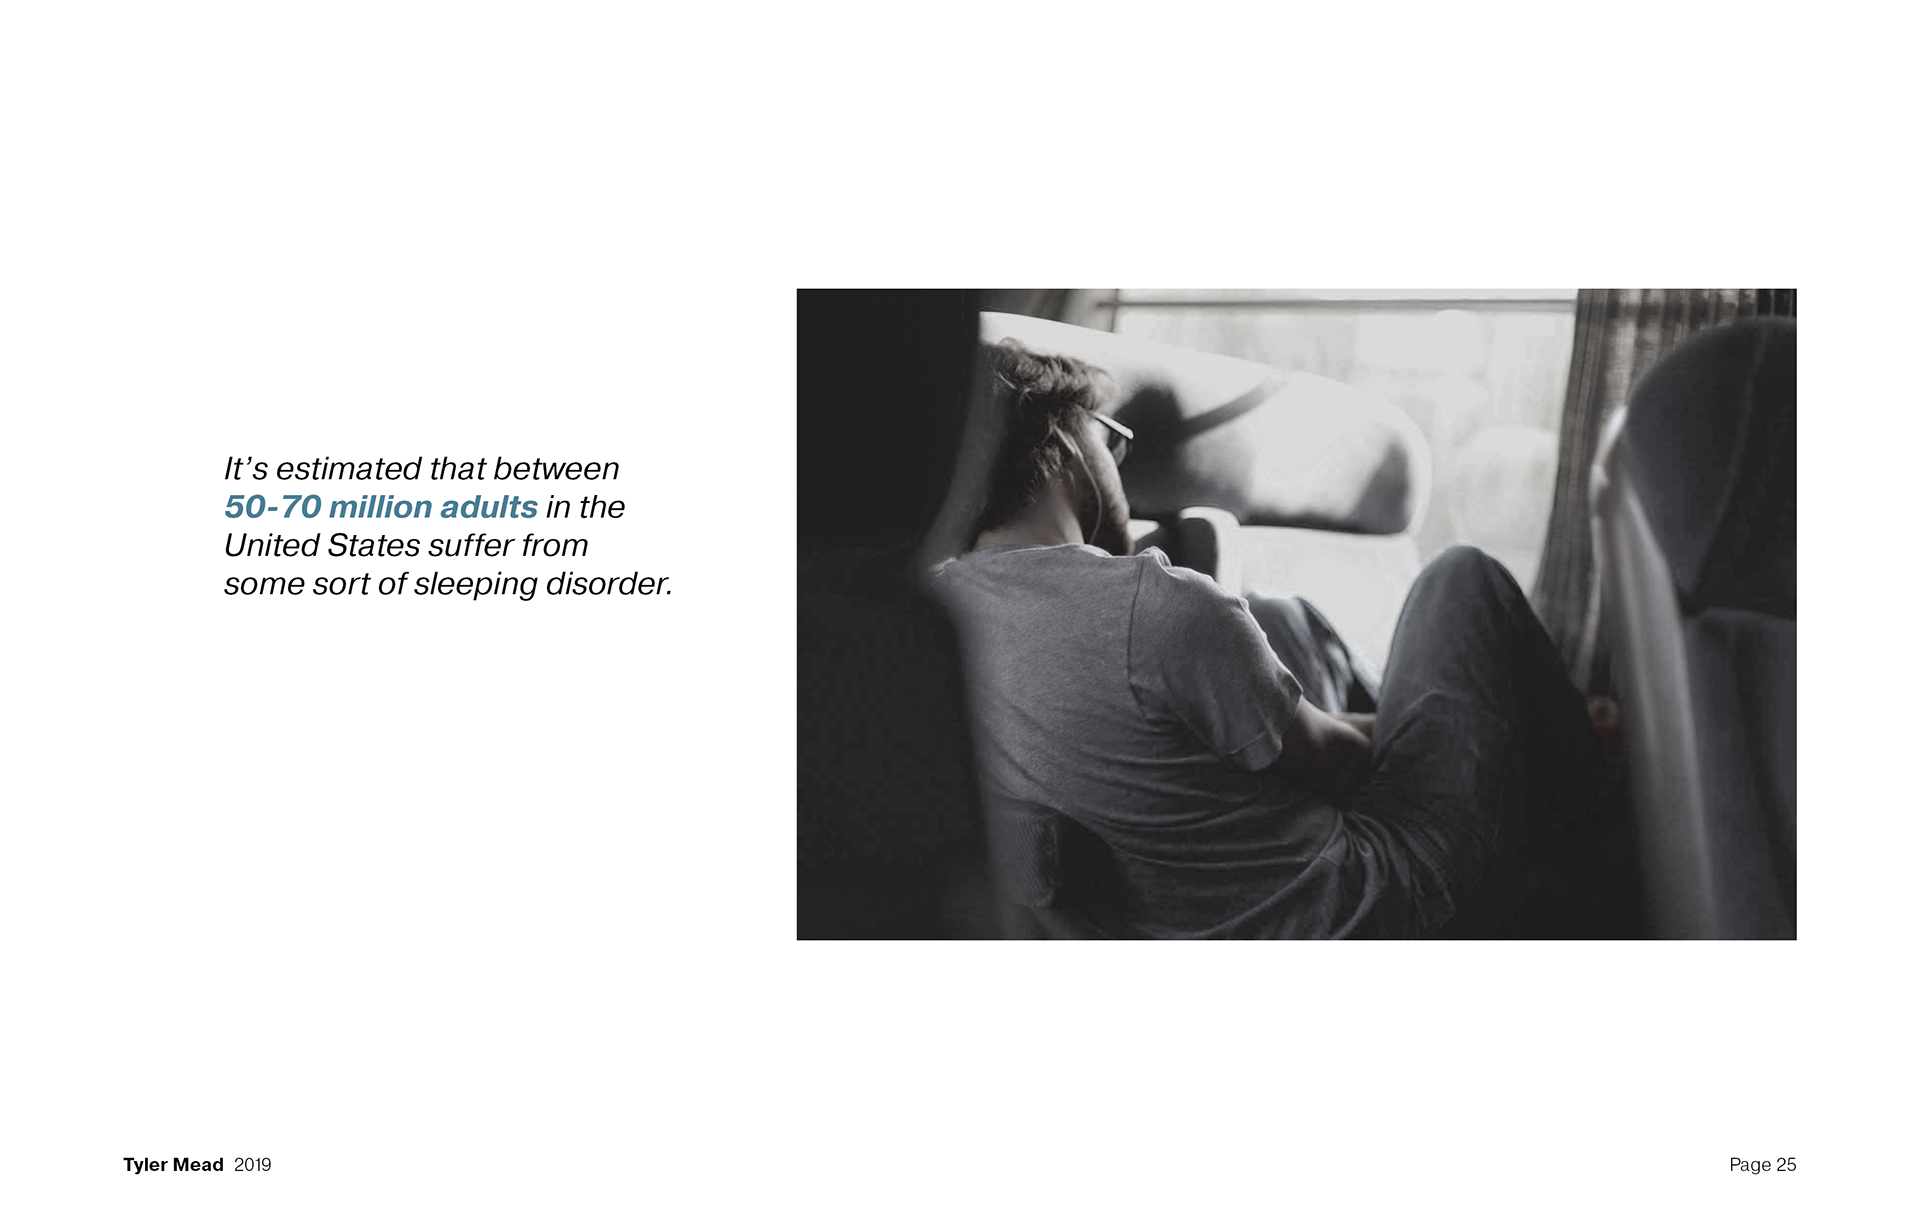 It’s estimated that between
50-70 million adults in the
United States suffer from
some sort of sleeping disorder.
Tyler Mead 2019
Page 25